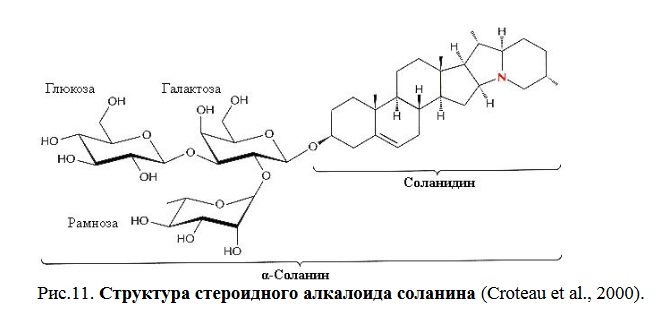 Глюкоза
Галактоза
OH
OH
OH
HO
HO
OH
O
O
O
O
O
O
O
HO
HO
HO
Рамноза
H
H
H
H
H
H
N
Соланидин
α-Соланин
Рис.11. Структура стероидного алкалоида соланина (Croteau et al., 2000).